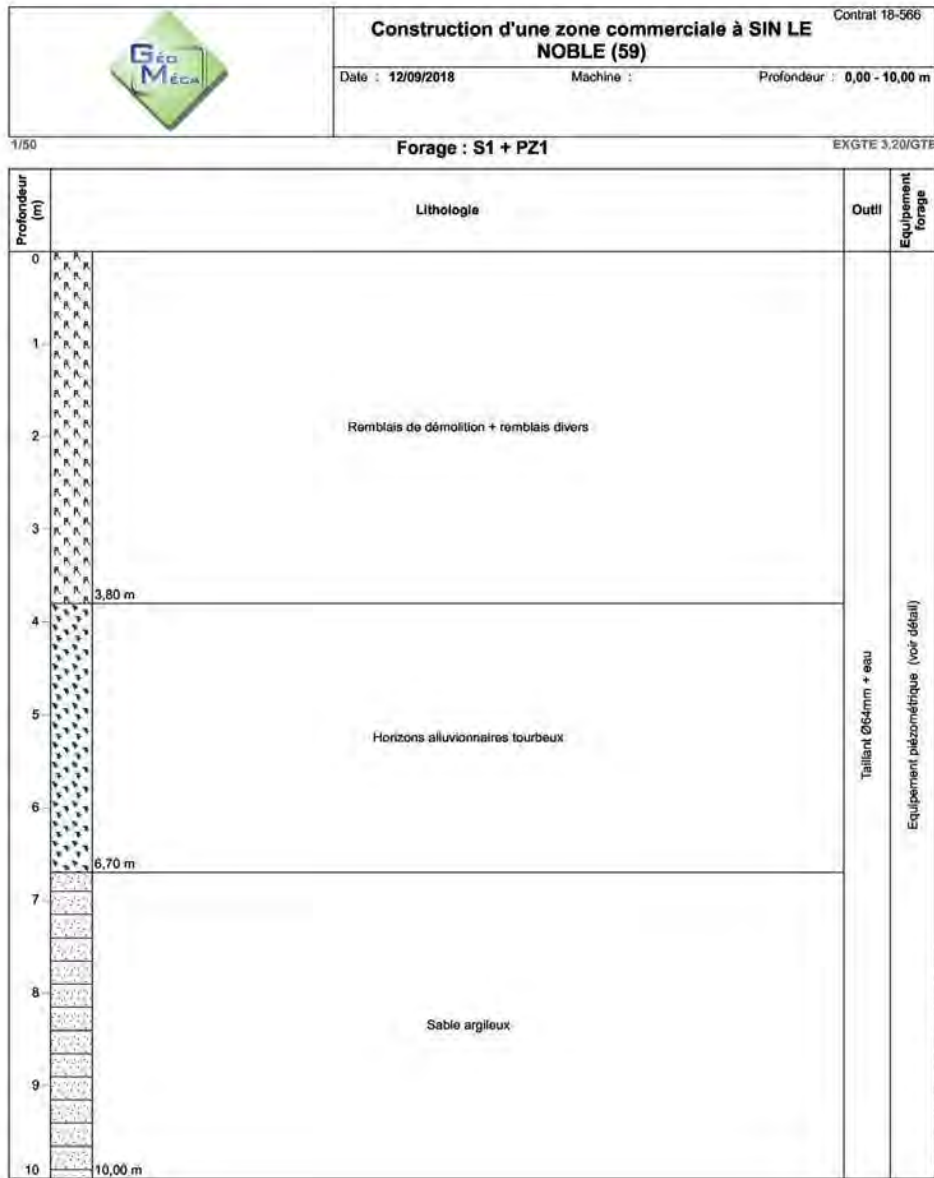 GÉO
MÉGA
Contrat 18-566
Construction d'une zone commerciale à SIN LE
NOBLE (59)
Date : 12/09/2018 Machine : Profondeur : 0,00 - 10,00 m
1/50 Forage : S1 + PZ1 EXGTE 3.20/GTE
Profondeur
(m)
Lithologie
Outil
Equipement
forage
0
1
2
Remblais de démolition + remblais divers
3
3,80 m
4
5
Horizons alluvionnaires tourbeux
6
6,70 m
7
8
Sable argileux
9
10
10,00 m
Taillant Ø64mm + eau
Equipement piézométrique (voir détail)